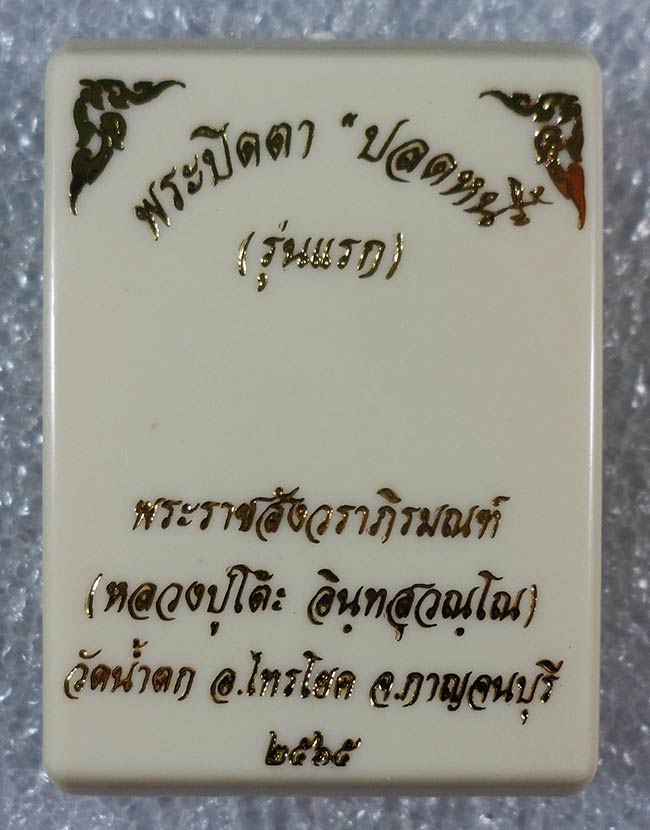 พระปิดตา "ปลดหนี้"
(รุ่นแรก)
พระราชสังวราภิรมณฑ์
(หลวงปู่โต๊ะ อินฺทสุวณฺโณ)
วัดน้ำตก อ.ไทรโยค จ.กาญจนบุรี
๒๕๖๕